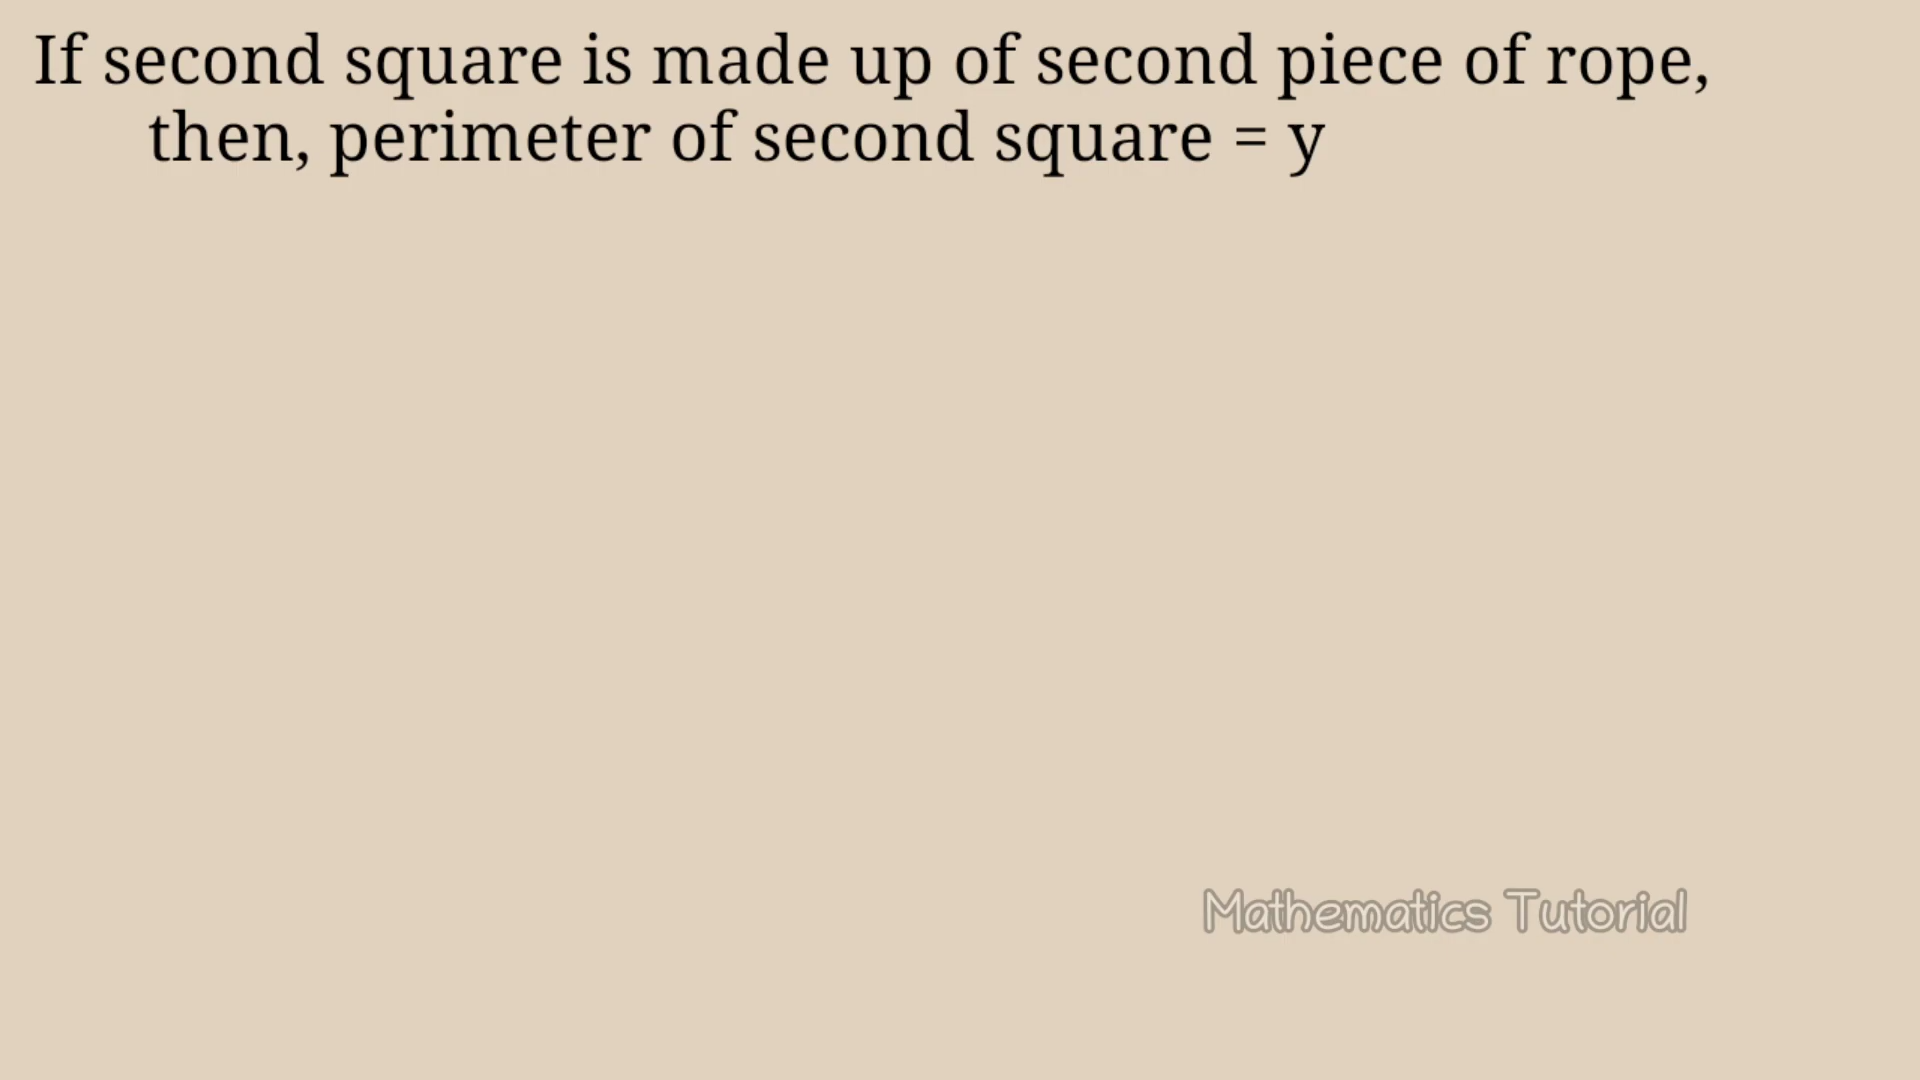 If second square is made up of second piece of rope,
then, perimeter of second square = y
Mathematics Tutorial